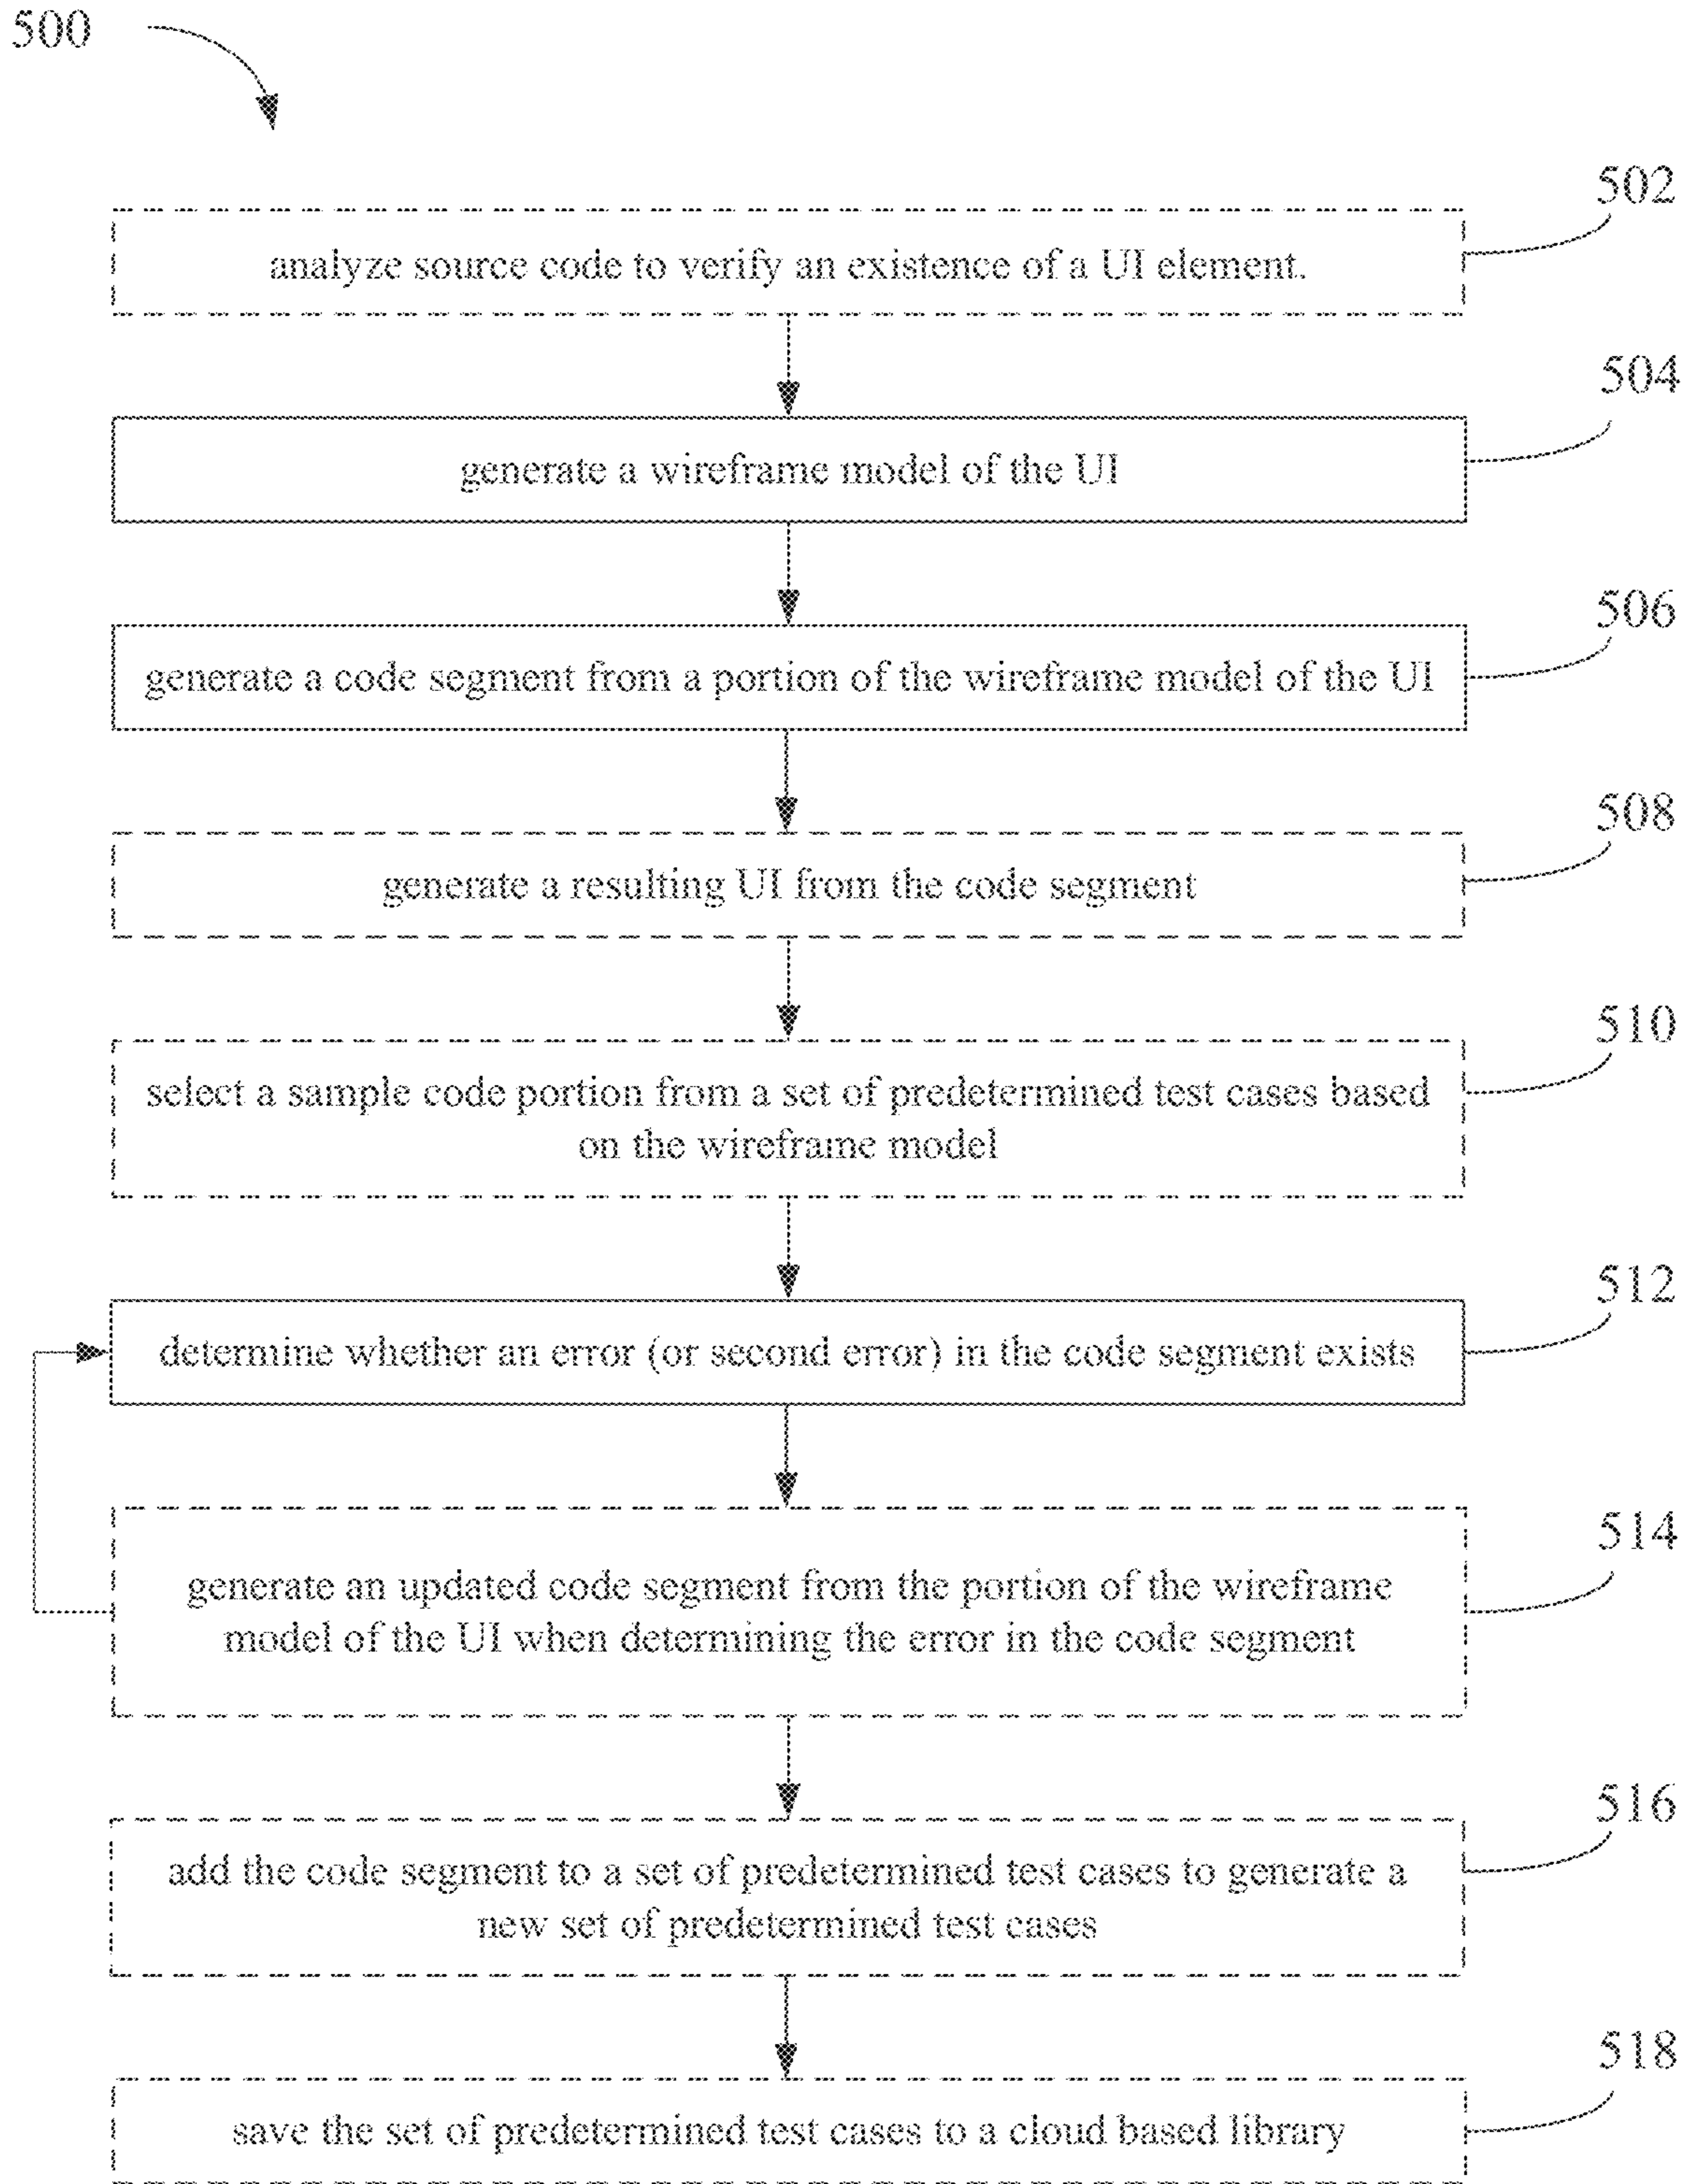 500
502
analyze source code to verify an existence of a UI element.
504
generate a wireframe model of the UI
506
generate a code segment from a portion of the wireframe model of the UI
508
generate a resulting UI from the code segment
510
select a sample code portion from a set of predetermined test cases based
on the wireframe model
512
determine whether an error (or second error) in the code segment exists
514
generate an updated code segment from the portion of the wireframe
model of the UI when determining the error in the code segment
516
add the code segment to a set of predetermined test cases to generate a
new set of predetermined test cases
518
save the set of predetermined test cases to a cloud based library